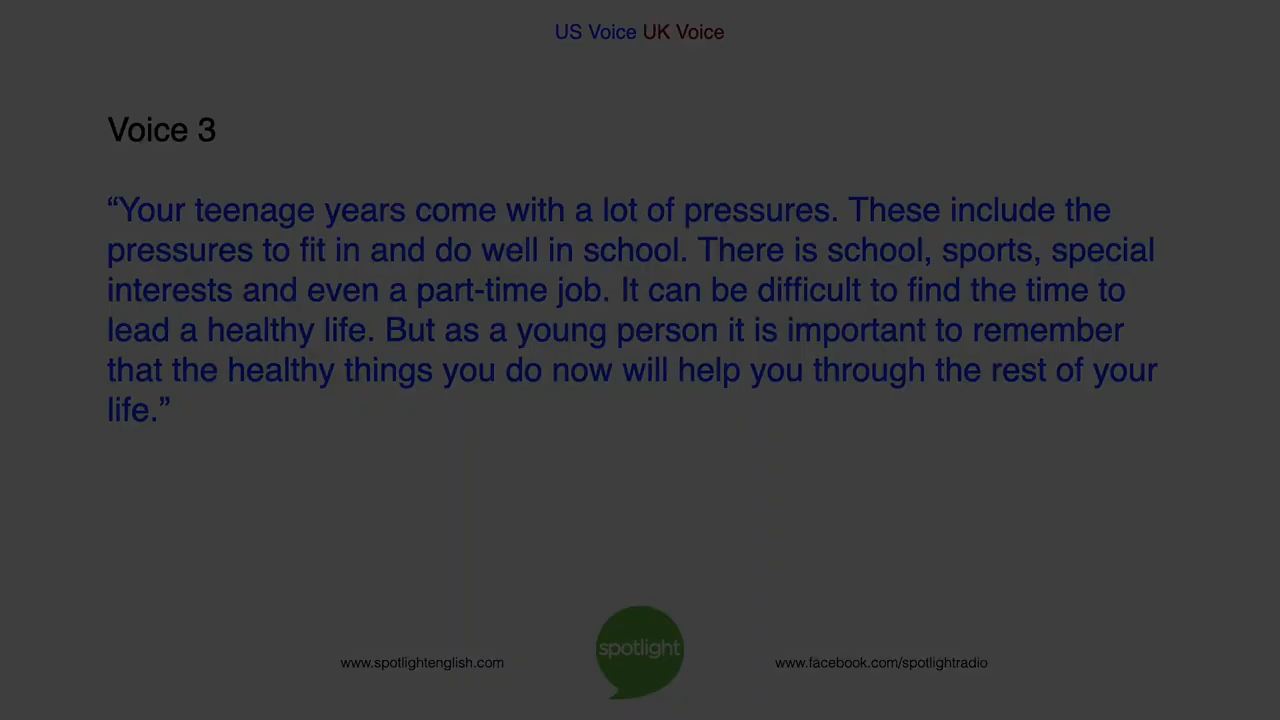 US Voice UK Voice
Voice 3
“Your teenage years come with a lot of pressures. These include the
pressures to fit in and do well in school. There is school, sports, special
interests and even a part-time job. It can be difficult to find the time to
lead a healthy life. But as a young person it is important to remember
that the healthy things you do now will help you through the rest of your
life.”
spotlight
www.spotlightenglish.com
www.facebook.com/spotlightradio